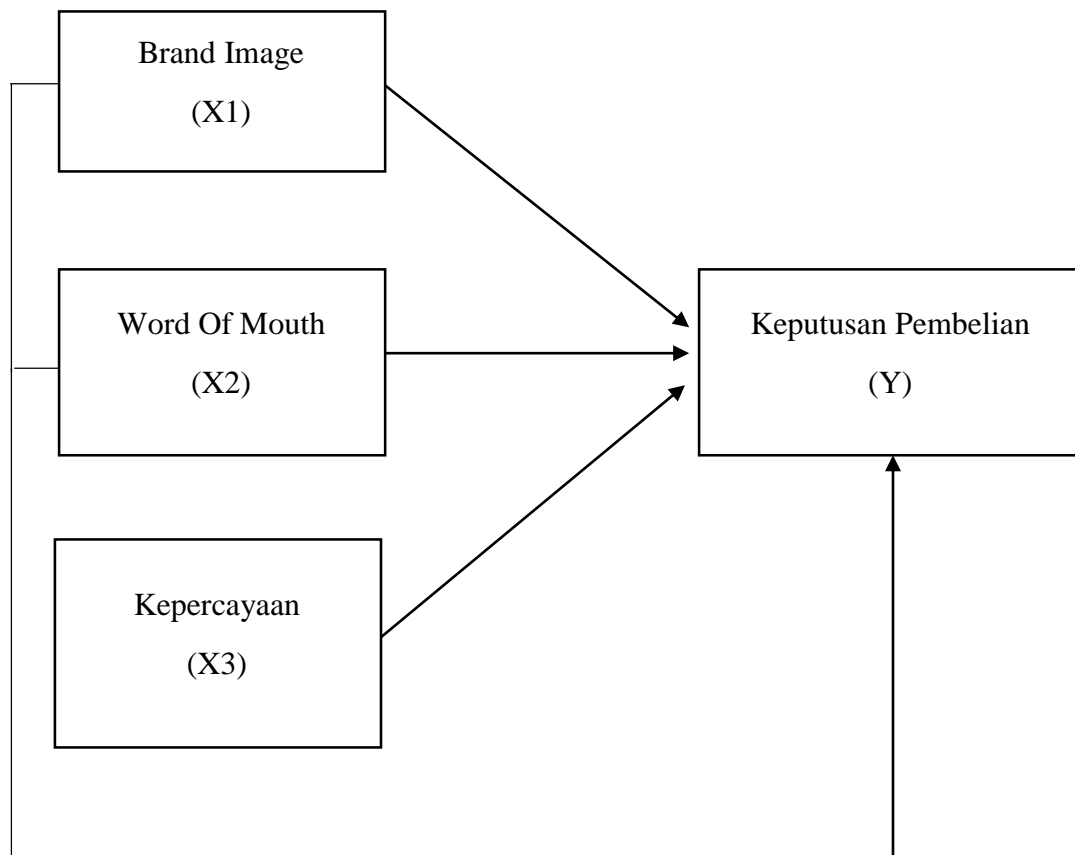 Brand Image
(X1)
Word Of Mouth
(X2)
Keputusan Pembelian
(Y)
Kepercayaan
(X3)